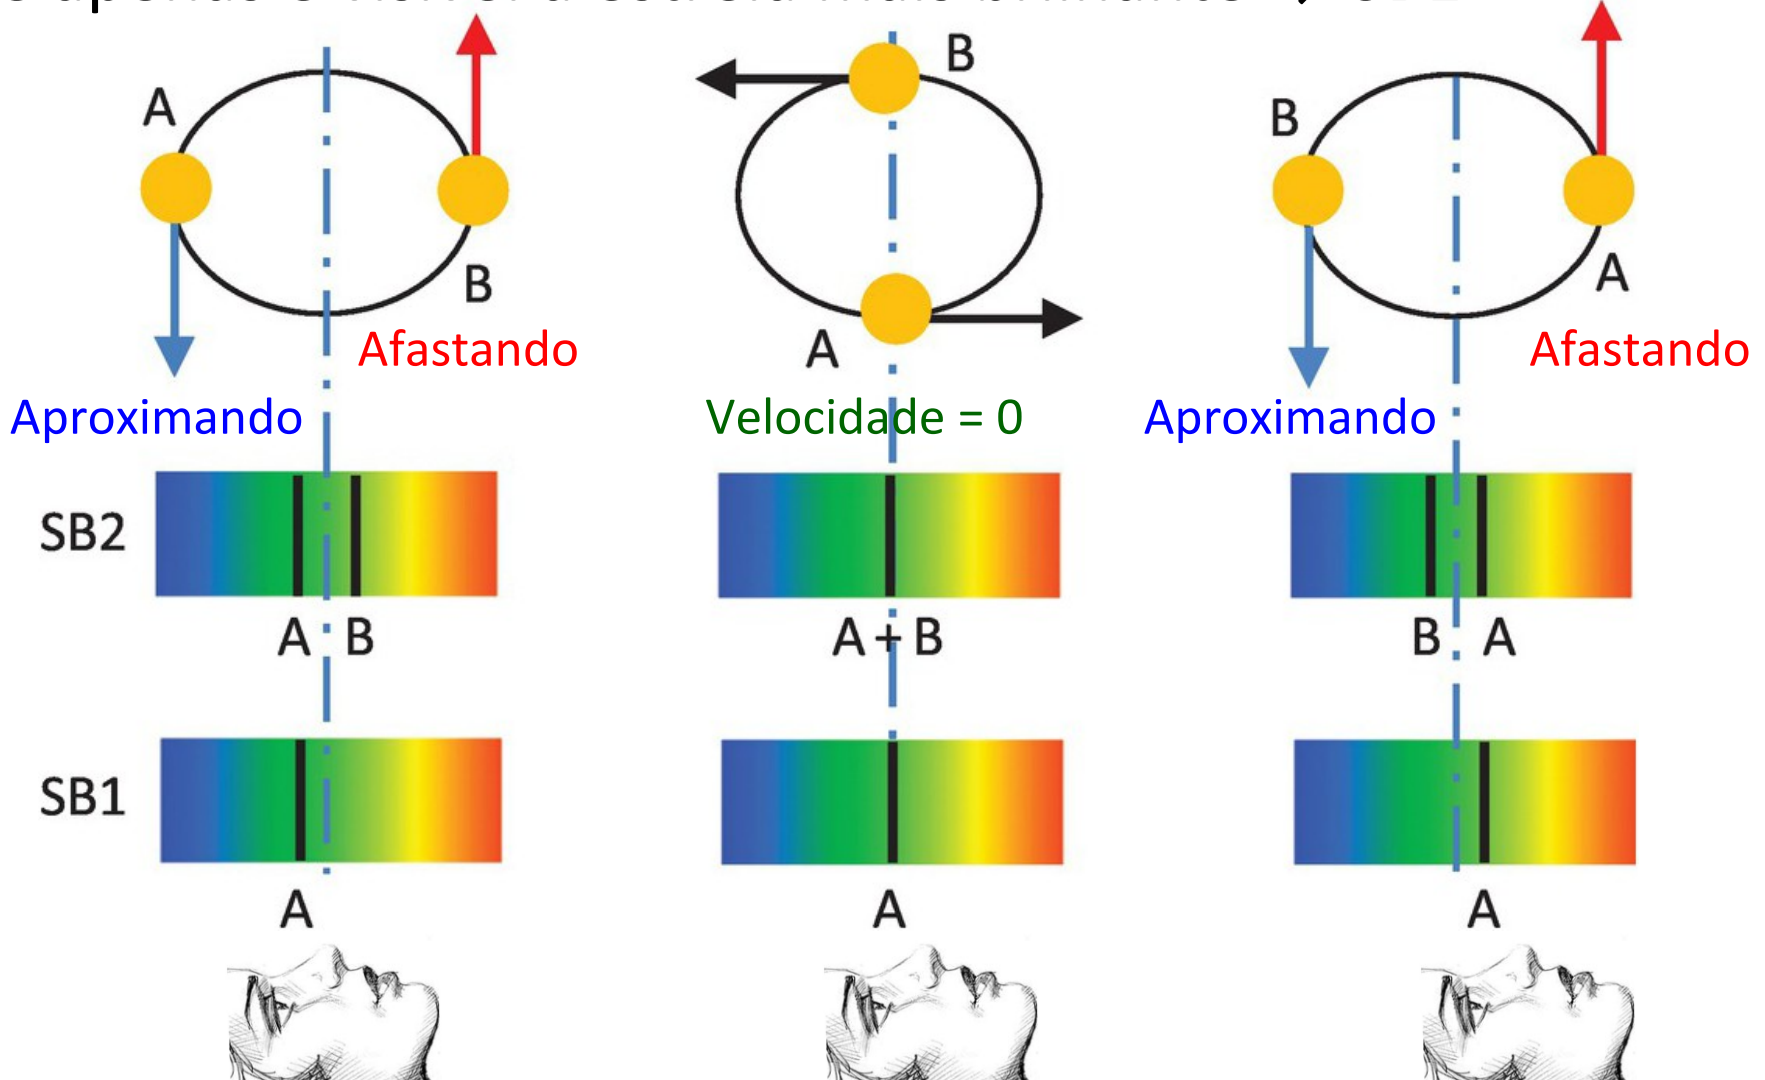 A
B
Afastando
Aproximando
B
A
Velocidade = 0
B
A
Afastando
Aproximando
SB2
A B
A + B
B A
SB1
A
A
A